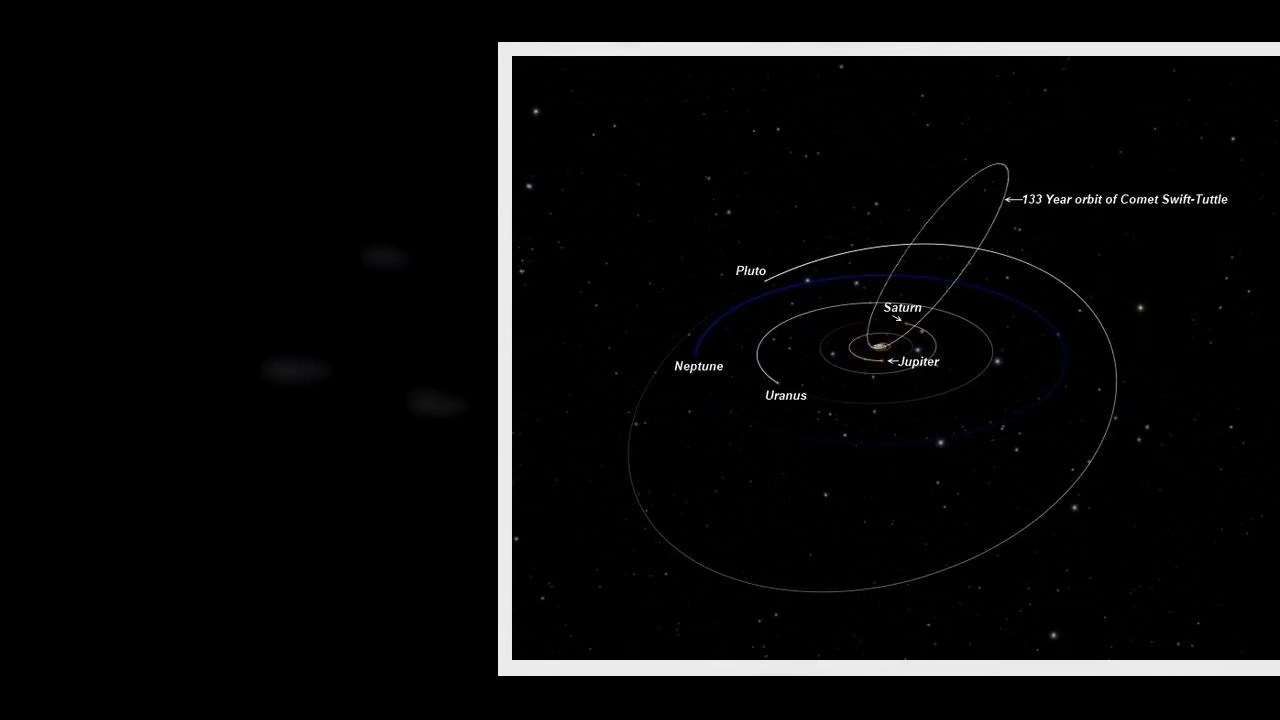 133 Year orbit of Comet Swift-Tuttle
Pluto
Saturn
Jupiter
Neptune
Uranus